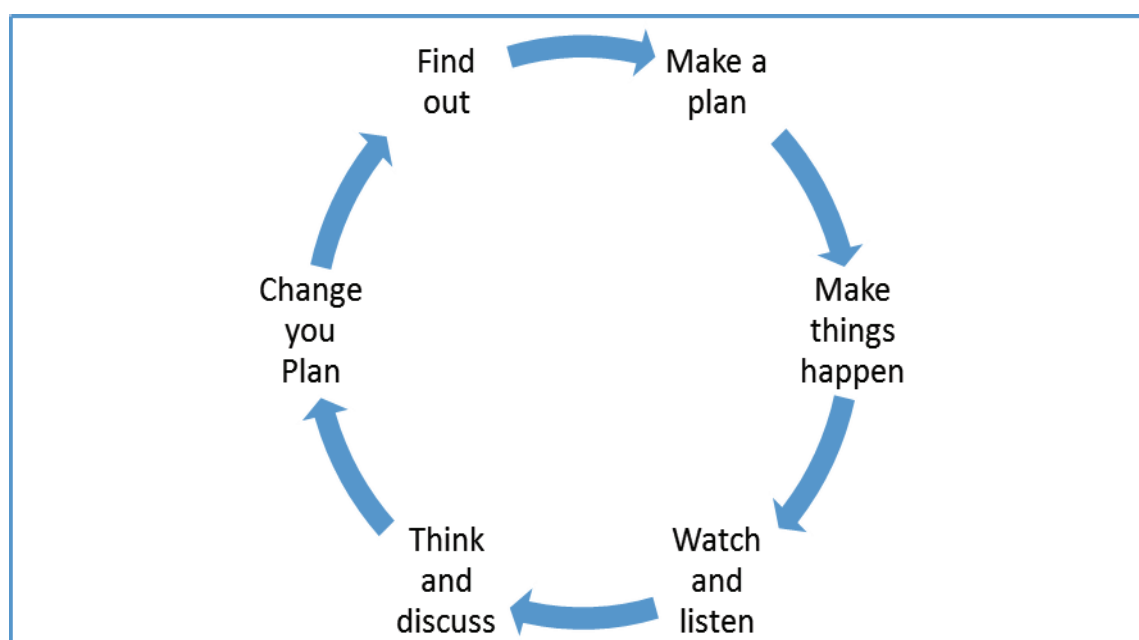 Find
out
Make a
plan
Make
things
happen
Watch
and
listen
Think
and
discuss
Change
you
Plan